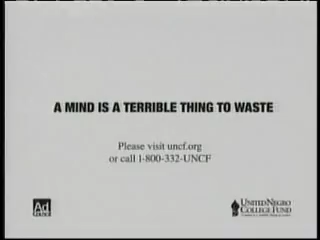 A MIND IS A TERRIBLE THING TO WASTE
Please visit uncf.org
or call 1-800-332-UNCF
Ad
Council
UNITED NEGRO
COLLEGE FUND